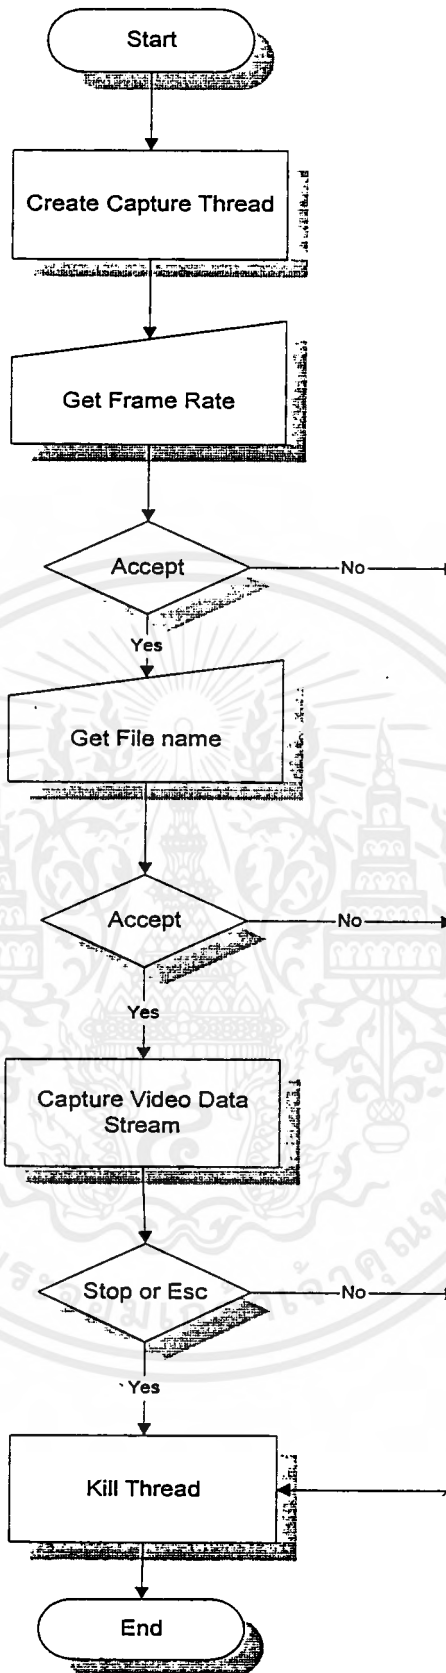 Start
Create Capture Thread
Get Frame Rate
Accept
No
Yes
Get File name
Accept
No
Yes
Capture Video Data
Stream
Stop or Esc
No
Yes
Kill Thread
End